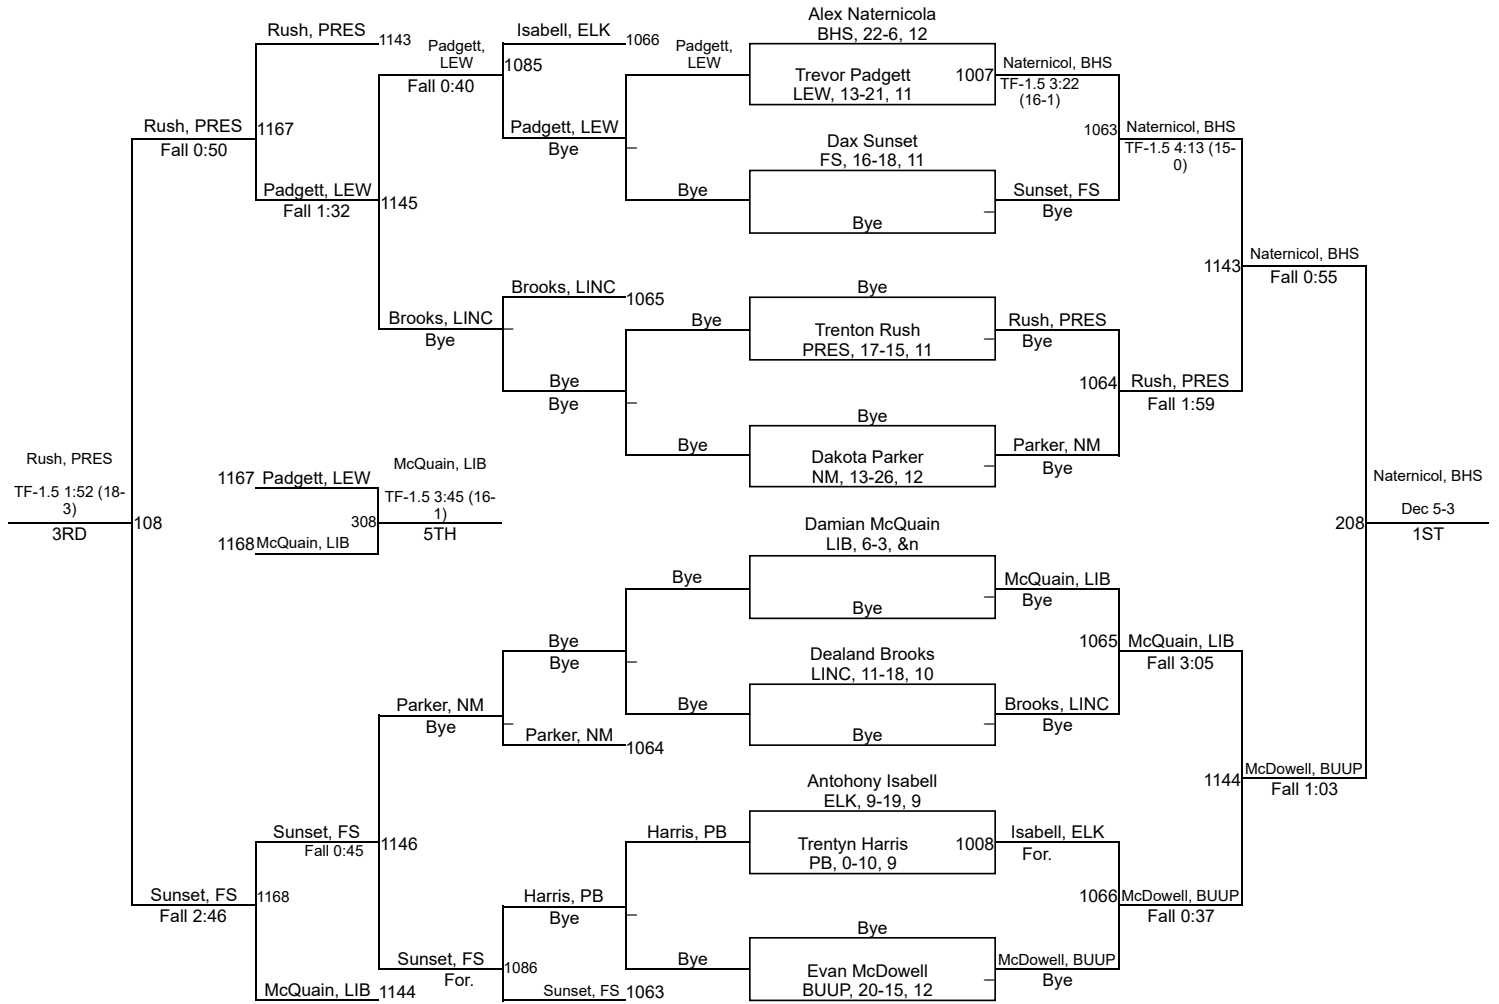 Alex Naternicola
BHS, 22-6, 12
Rush, PRES
1143
Padgett,
LEW
Isabell, ELK
1066
Padgett,
LEW
1085
Trevor Padgett
LEW, 13-21, 11
1007
Naternicol, BHS
TF-1.5 3:22
(16-1)
Fall 0:40
Rush, PRES
Fall 0:50
1167
Padgett, LEW
Bye
Dax Sunset
FS, 16-18, 11
1063
Naternicol, BHS
TF-1.5 4:13 (15-
0)
Padgett, LEW
Fall 1:32
1145
Bye
Bye
Sunset, FS
Bye
Naternicol, BHS
Fall 0:55
1143
Brooks, LINC
1065
Bye
Brooks, LINC
Bye
Bye
Trenton Rush
PRES, 17-15, 11
Rush, PRES
Bye
Bye
Bye
1064
Rush, PRES
Fall 1:59
Bye
Bye
Dakota Parker
NM, 13-26, 12
Parker, NM
Bye
Rush, PRES
TF-1.5 1:52 (18-
3)
3RD
108
1167
Padgett, LEW
1168
McQuain, LIB
308
McQuain, LIB
TF-1.5 3:45 (16-
1)
5TH
Naternicol, BHS
Dec 5-3
1ST
208
Damian McQuain
LIB, 6-3, &n
Bye
Bye
McQuain, LIB
Bye
Bye
Bye
Dealand Brooks
LINC, 11-18, 10
1065
McQuain, LIB
Fall 3:05
Parker, NM
Bye
Bye
Bye
Brooks, LINC
Bye
Parker, NM
1064
McDowell, BUUP
Fall 1:03
1144
Antohony Isabell
ELK, 9-19, 9
Sunset, FS
Fall 0:45
1146
Harris, PB
Trentyn Harris
PB, 0-10, 9
1008
Isabell, ELK
For.
Sunset, FS
Fall 2:46
1168
Harris, PB
Bye
1066
McDowell, BUUP
Fall 0:37
Bye
Sunset, FS
For.
1086
Bye
Evan McDowell
BUUP, 20-15, 12
McDowell, BUUP
Bye
McQuain, LIB
1144
Sunset, FS
1063